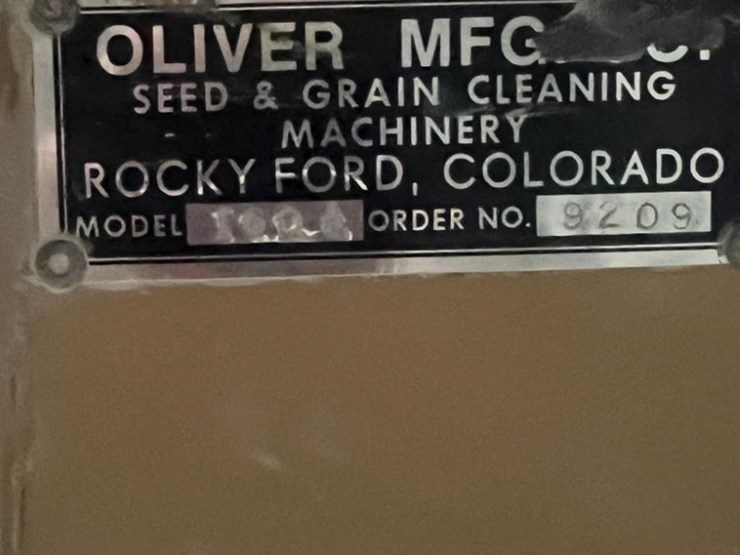 OLIVER MFG.
SEED & GRAIN CLEANING
MACHINERY
ROCKY FORD, COLORADO
MODEL ORDER NO. 9209